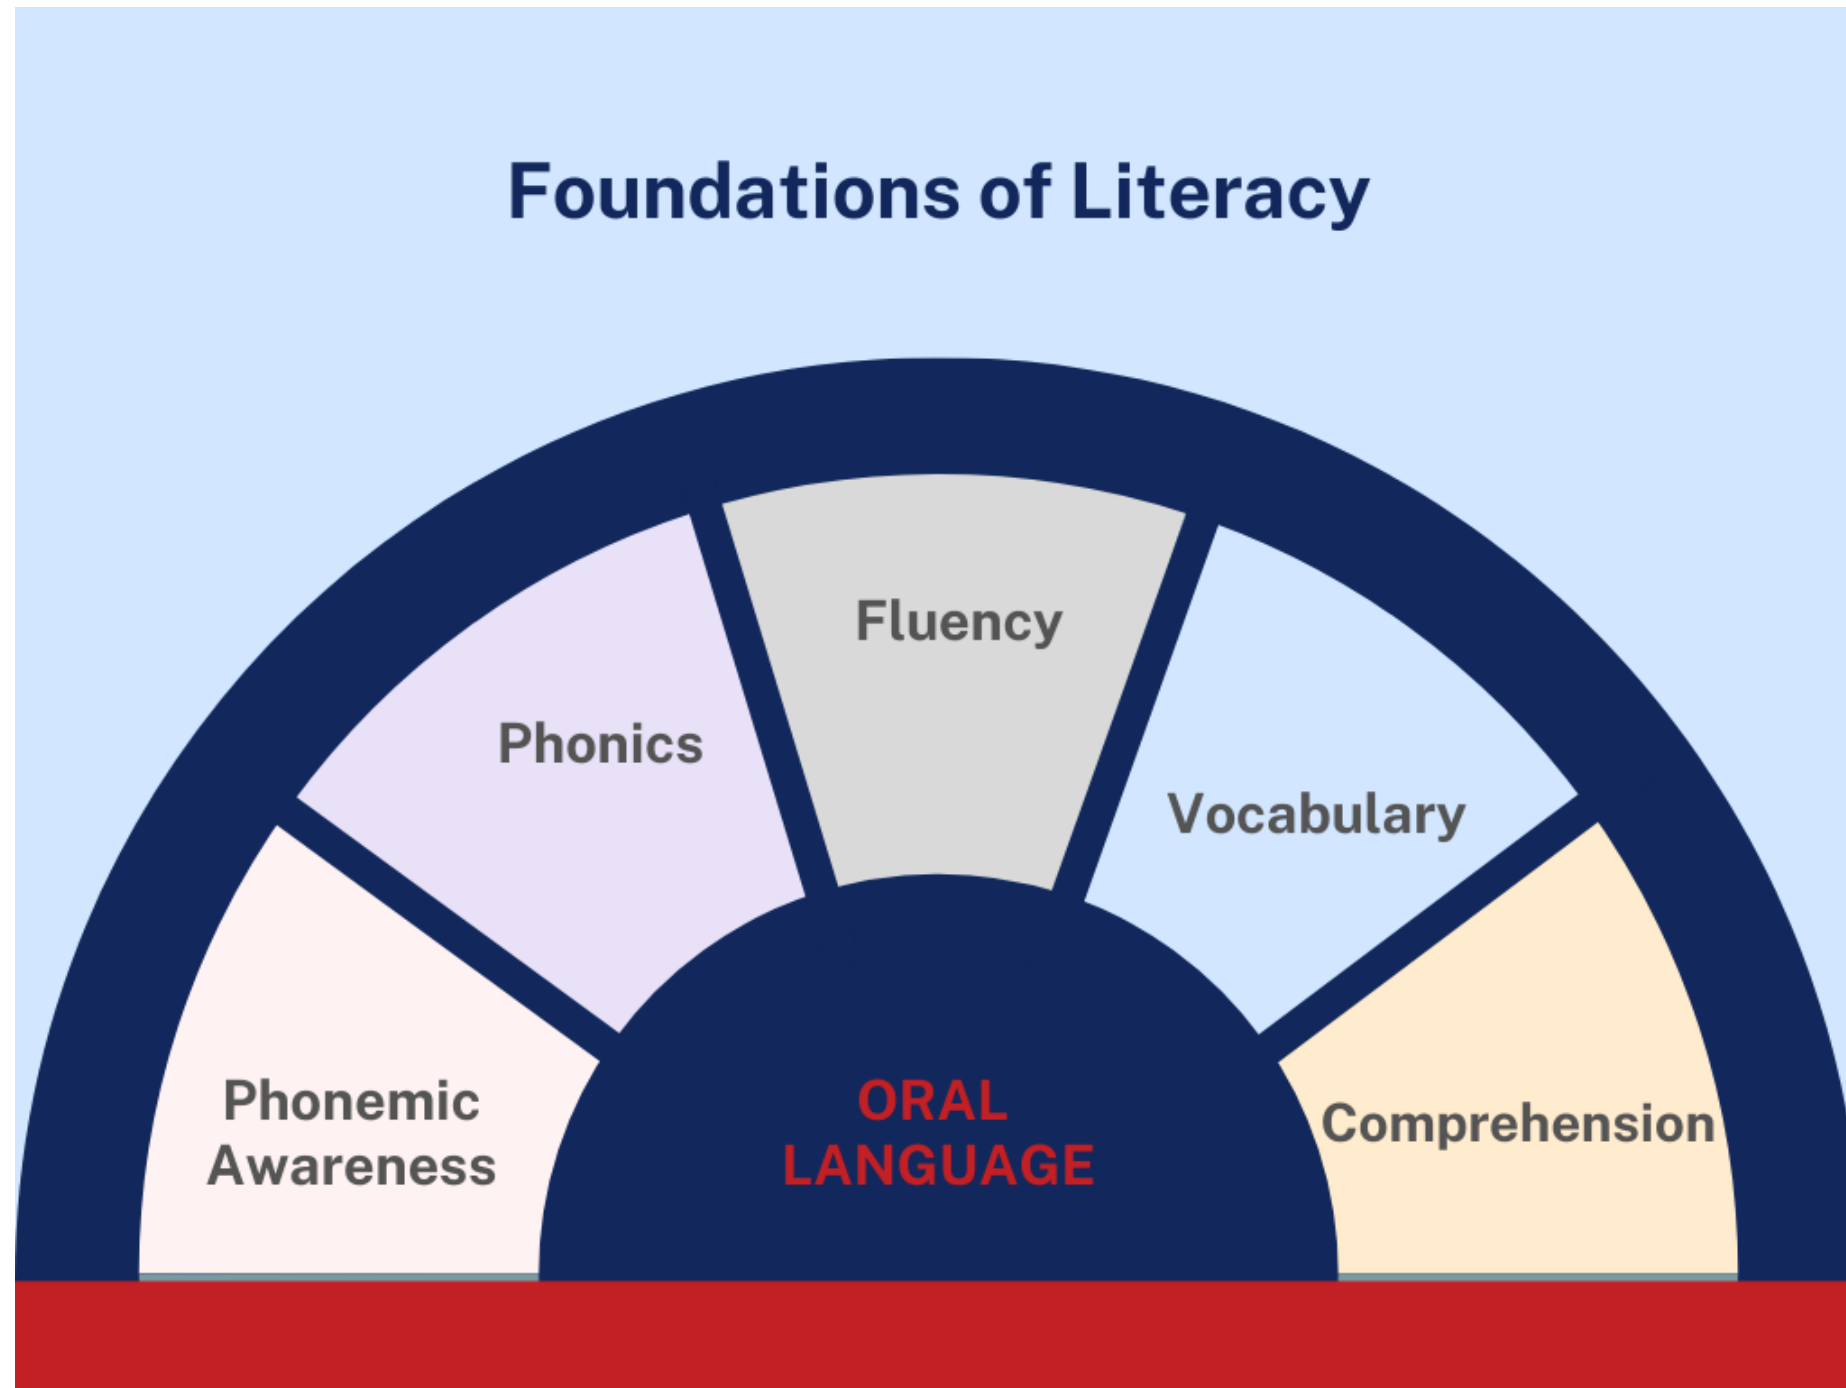 Foundations of Literacy
Fluency
Phonics
Vocabulary
Phonemic
Awareness
ORAL
LANGUAGE
Comprehension